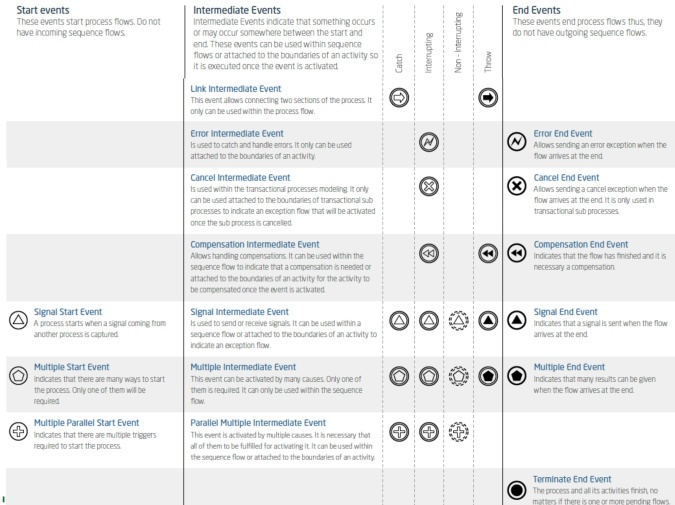 Start events
These events start process flows. Do not
have incoming sequence flows.
Intermediate Events
Intermediate Events indicate that something occurs
or may occur somewhere between the start and
end. These events can be used within sequence
flows or attached to the boundaries of an activity so
it is executed once the event is activated.
Catch
Interrupting
Non - Interrupting
Throw
End Events
These events end process flows thus, they
do not have outgoing sequence flows.
Link Intermediate Event
This event allows connecting two sections of the process. It
only can be used within the process flow.
Error Intermediate Event
Is used to catch and handle errors. It only can be used
attached to the boundaries of an activity.
Error End Event
Allows sending an error exception when the
flow arrives at the end.
Cancel Intermediate Event
Is used within the transactional processes modeling. It only
can be used attached to the boundaries of transactional sub
processes to indicate an exception flow that will be activated
once the sub process is cancelled.
Cancel End Event
Allows sending a cancel exception when the
flow arrives at the end. It is only used in
transactional sub processes.
Compensation Intermediate Event
Allows handling compensations. It can be used within the
sequence flow to indicate that a compensation is needed or
attached to the boundaries of an activity for the activity to
be compensated once the event is activated.
Compensation End Event
Indicates that the flow has finished and it is
necessary a compensation.
Signal Start Event
A process starts when a signal coming from
another process is captured.
Signal Intermediate Event
Is used to send or receive signals. It can be used within a
sequence flow or attached to the boundaries of an activity to
indicate an exception flow.
Signal End Event
Indicates that a signal is sent when the flow
arrives at the end.
Multiple Start Event
Indicates that there are many ways to start
the process. Only one of them will be
required.
Multiple Intermediate Event
This event can be activated by many causes. Only one of
them is required. It can only be used within the sequence
flow.
Multiple End Event
Indicates that many results can be given
when the flow arrives at the end.
Multiple Parallel Start Event
Indicates that there are multiple triggers
required to start the process.
Parallel Multiple Intermediate Event
This event is activated by multiple causes. It is necessary that
all of them to be fulfilled for activating it. It can be used within
the sequence flow or attached to the boundaries of an activity.
Terminate End Event
The process and all its activities finish, no
matters if there is one or more pending flows.